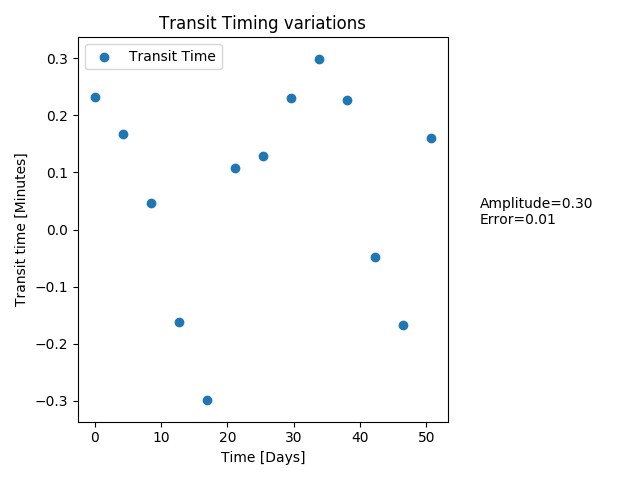 Transit Timing variations
Transit Time
0.3
0.2
0.1
0.0
−0.1
−0.2
−0.3
Transit time [Minutes]
Amplitude=0.30
Error=0.01
0 10 20 30 40 50
Time [Days]